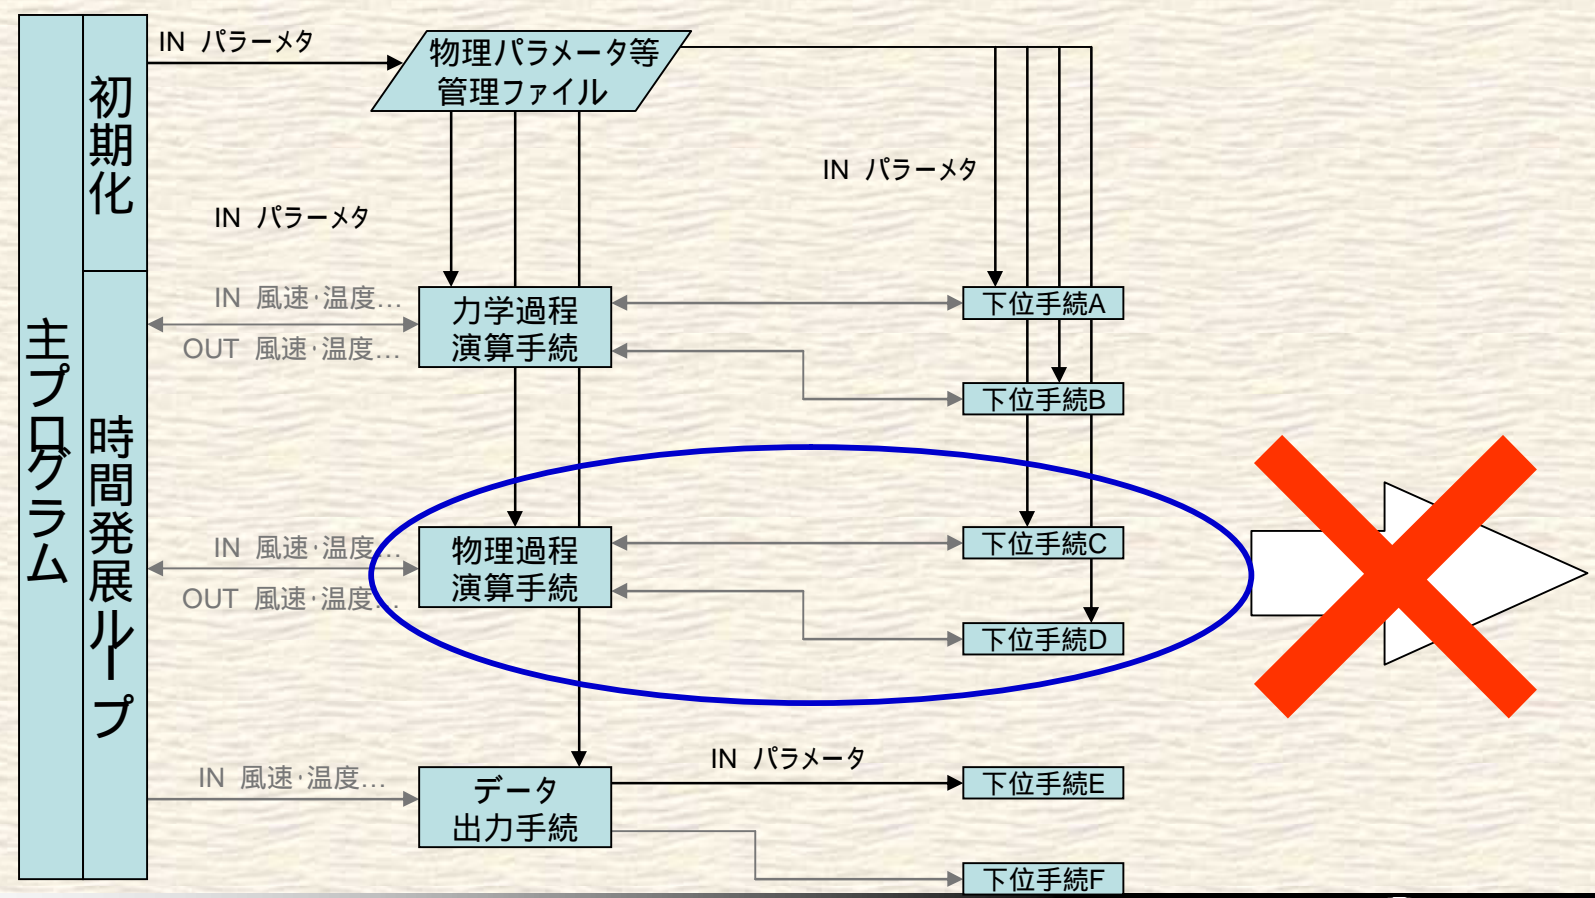 主プログラム
初期化
時間発展ループ
IN パラーメタ
物理パラメータ等
管理ファイル
IN パラーメタ
IN パラーメタ
IN 風速・温度…
OUT 風速・温度…
力学過程
演算手続
下位手続A
下位手続B
IN 風速・温度…
OUT 風速・温度…
物理過程
演算手続
下位手続C
下位手続D
IN 風速・温度…
データ
出力手続
IN パラメータ
下位手続E
下位手続F